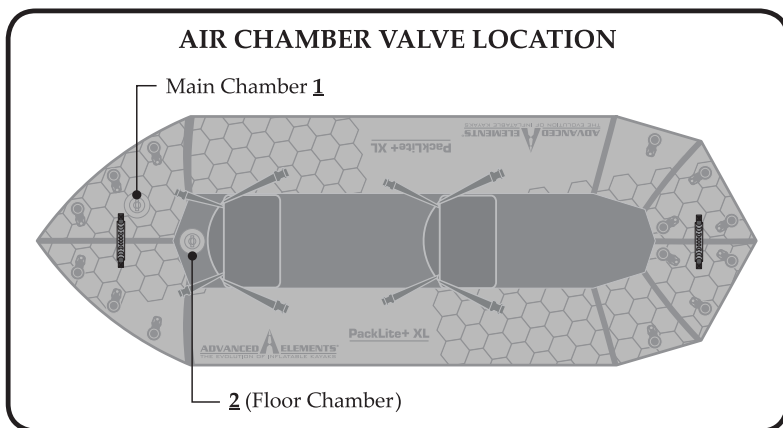 AIR CHAMBER VALVE LOCATION
Main Chamber 1
ADVANCED ELEMENTS
THE EVOLUTION OF INFLATABLE KAYAKS
PackLite+ XL
PackLite+ XL
ADVANCED ELEMENTS
THE EVOLUTION OF INFLATABLE KAYAKS
2 (Floor Chamber)